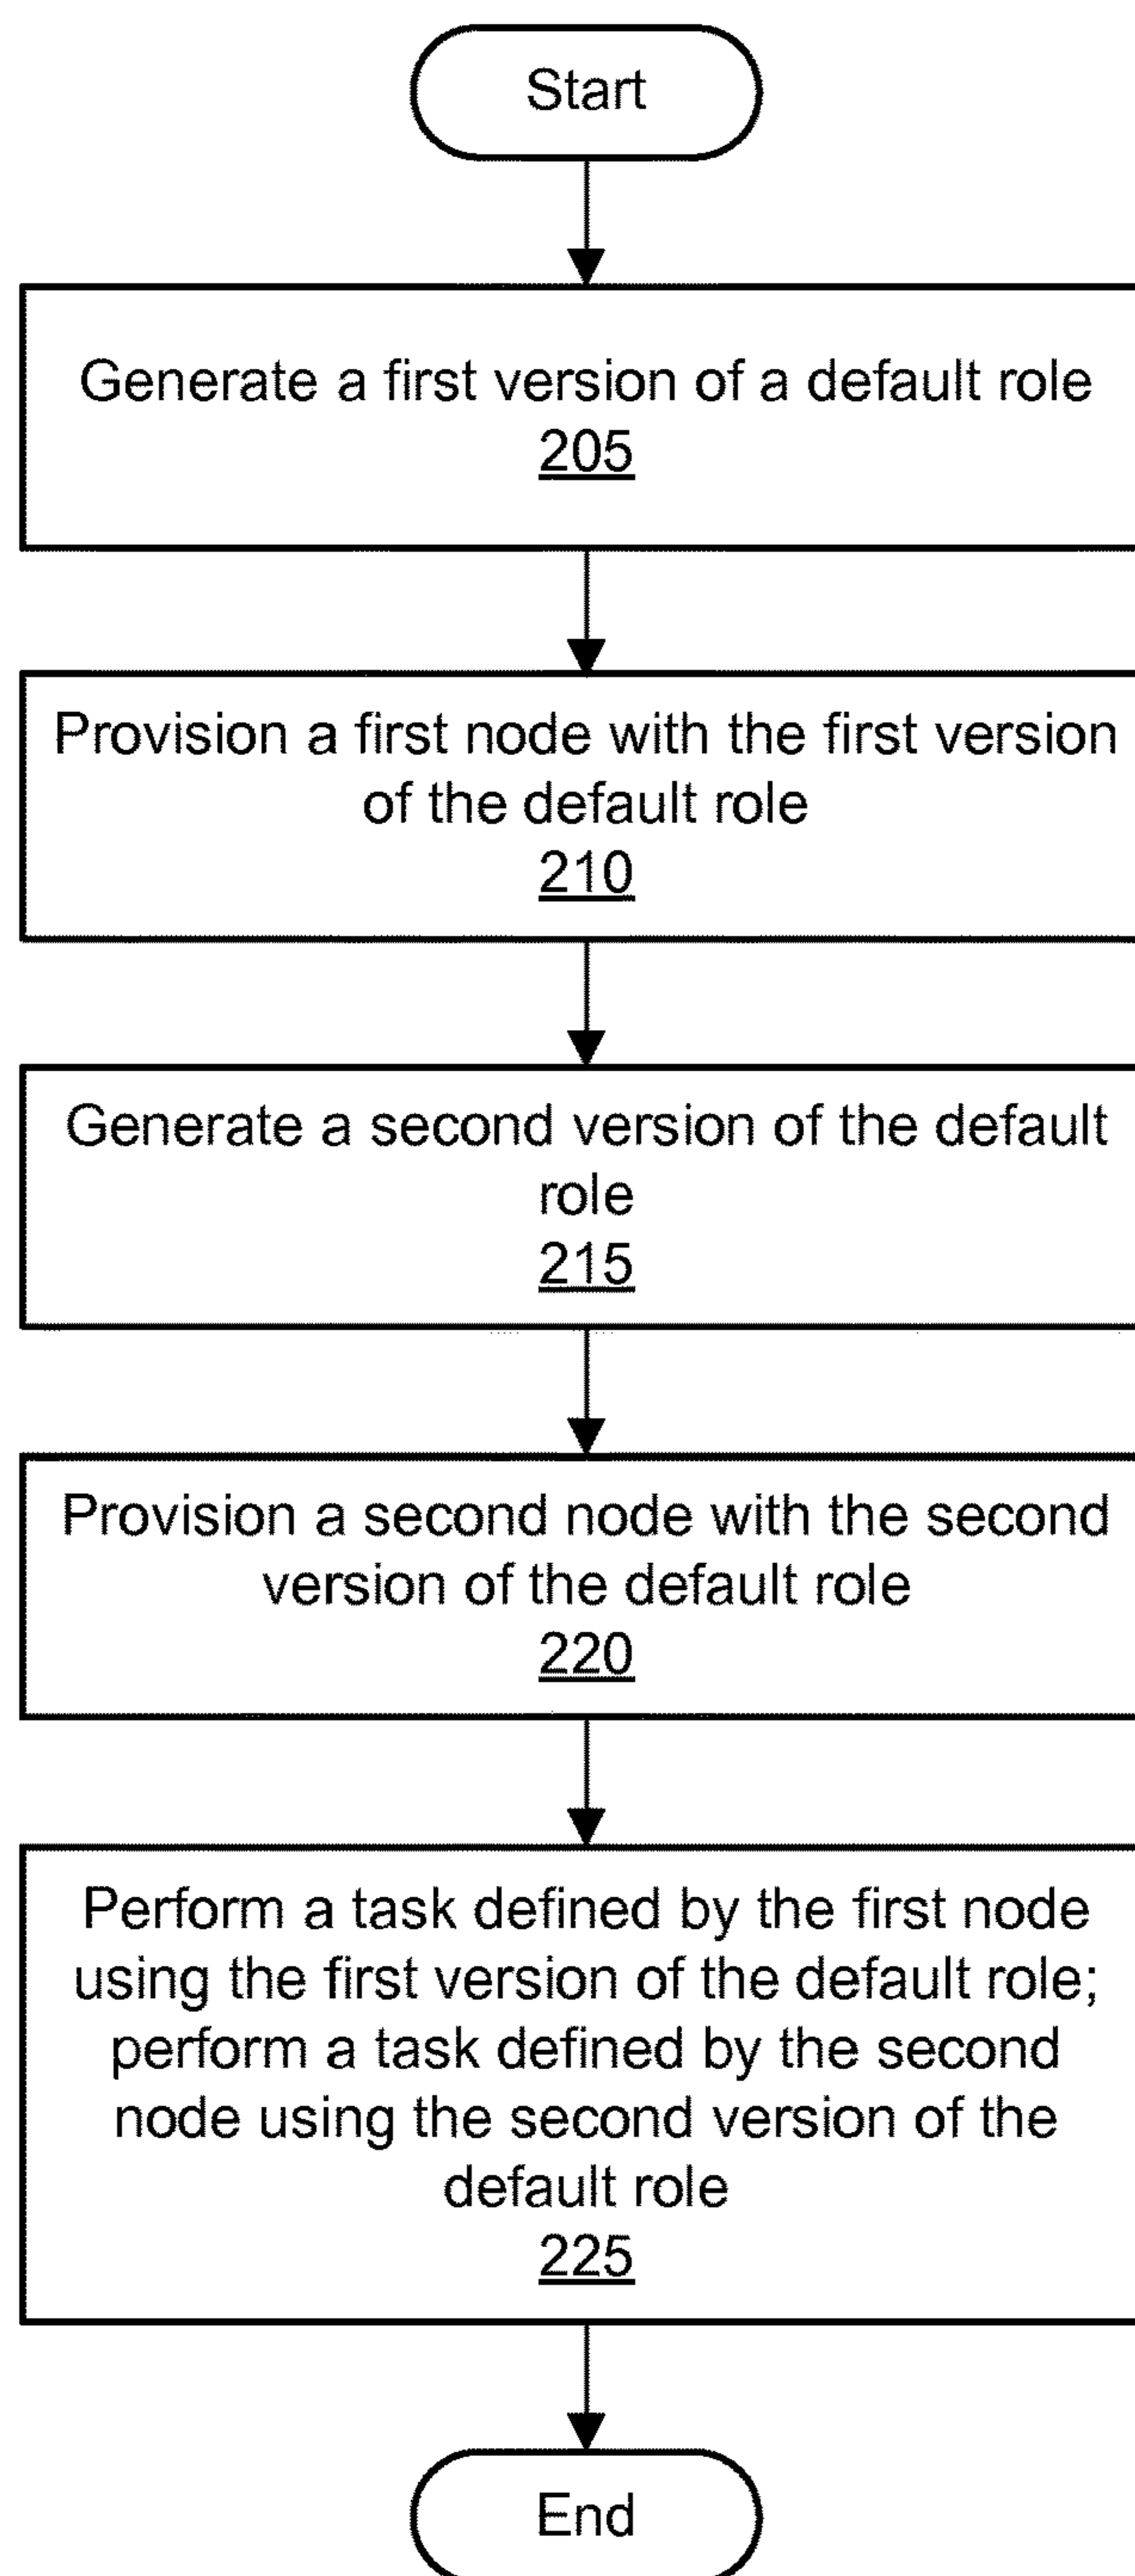 Start
Generate a first version of a default role
205
Provision a first node with the first version
of the default role
210
Generate a second version of the default
role
215
Provision a second node with the second
version of the default role
220
Perform a task defined by the first node
using the first version of the default role;
perform a task defined by the second
node using the second version of the
default role
225
End